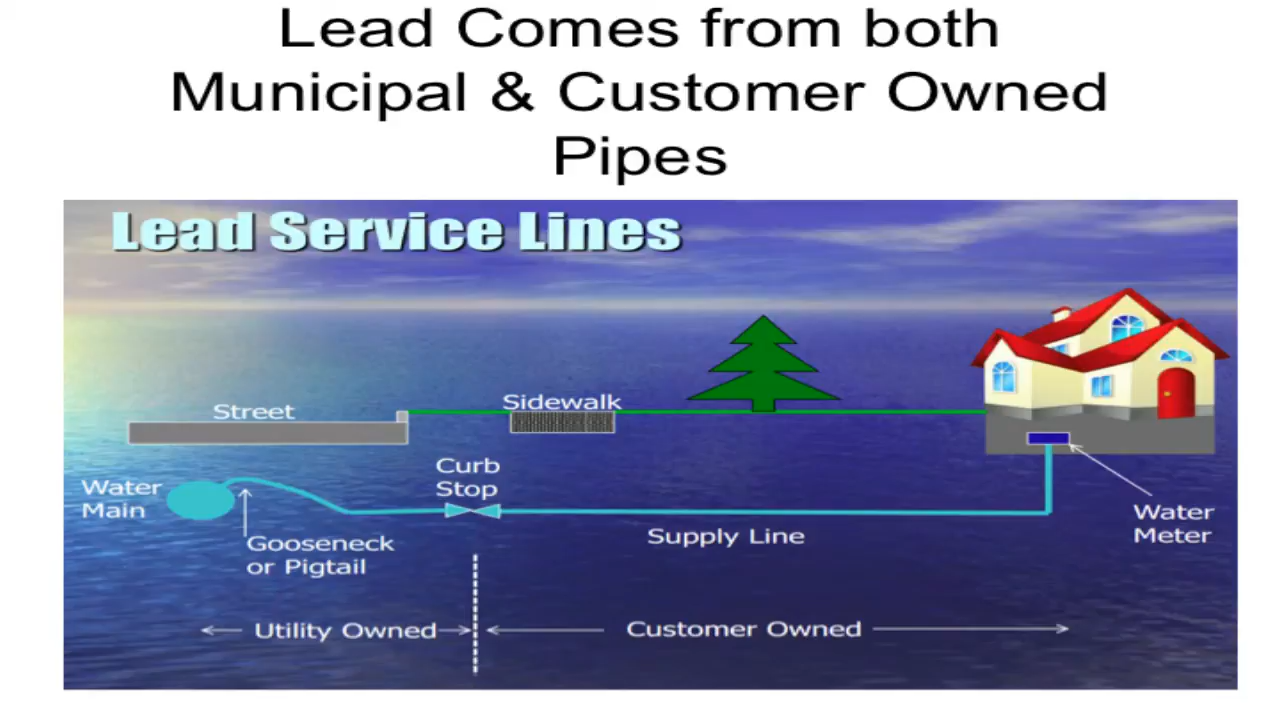 Lead Comes from both
Municipal & Customer Owned
Pipes
Lead Service Lines
Street
Sidewalk
Curb
Stop
Water
Main
Gooseneck
or Pigtail
Supply Line
Water
Meter
Utility Owned
Customer Owned